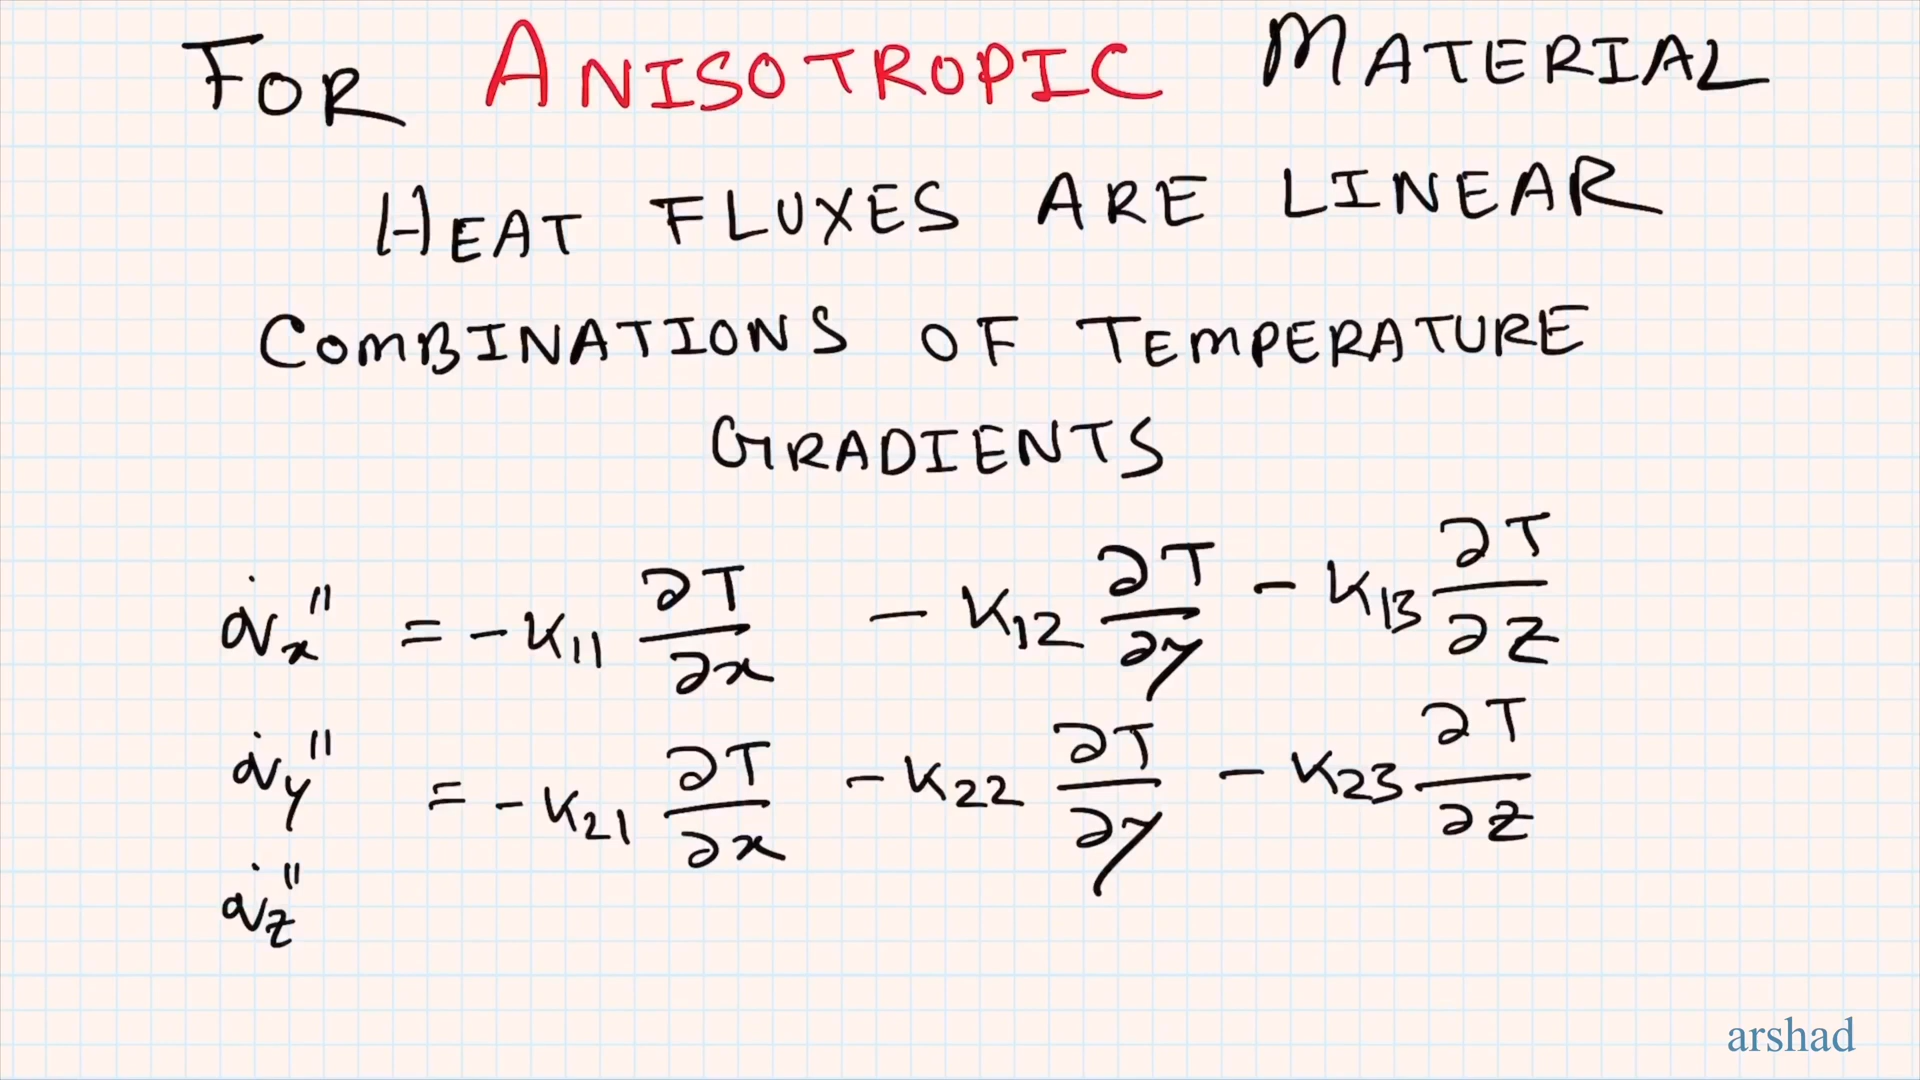 FOR ANISOTROPIC MATERIAL
HEAT FLUXES ARE LINEAR
COMBINATIONS OF TEMPERATURE
GRADIENTS
q̇x'' = -K11 ∂T/∂x - K12 ∂T/∂y - K13 ∂T/∂z
q̇y'' = -K21 ∂T/∂x - K22 ∂T/∂y - K23 ∂T/∂z
q̇z''
arshad